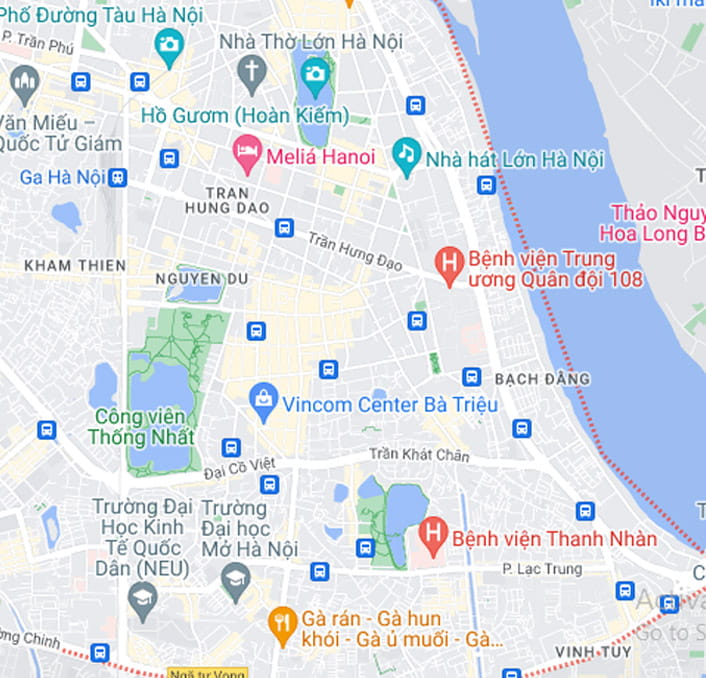 Phố Đường Tàu Hà Nội
P. Trần Phú
Nhà Thờ Lớn Hà Nội
Hồ Gươm (Hoàn Kiếm)
Văn Miếu –
Quốc Tử Giám
Meliá Hanoi
Nhà hát Lớn Hà Nội
Ga Hà Nội
TRAN
HUNG DAO
Thảo Nguy
Hoa Long B
Trần Hưng Đạo
KHAM THIEN
NGUYEN DU
Bệnh viện Trung
ương Quân đội 108
BẠCH ĐẰNG
Vincom Center Bà Triệu
Công viên
Thống Nhất
Đại Cồ Việt
Trần Khát Chân
Trường Đại
Học Kinh
Tế Quốc
Dân (NEU)
Trường
Đại học
Mở Hà Nội
Bệnh viện Thanh Nhàn
P. Lạc Trung
Gà rán - Gà hun
khói - Gà ủ muối - Gà...
ờng Chinh
Ngã tư Vọng
VINH TUY
Go to S